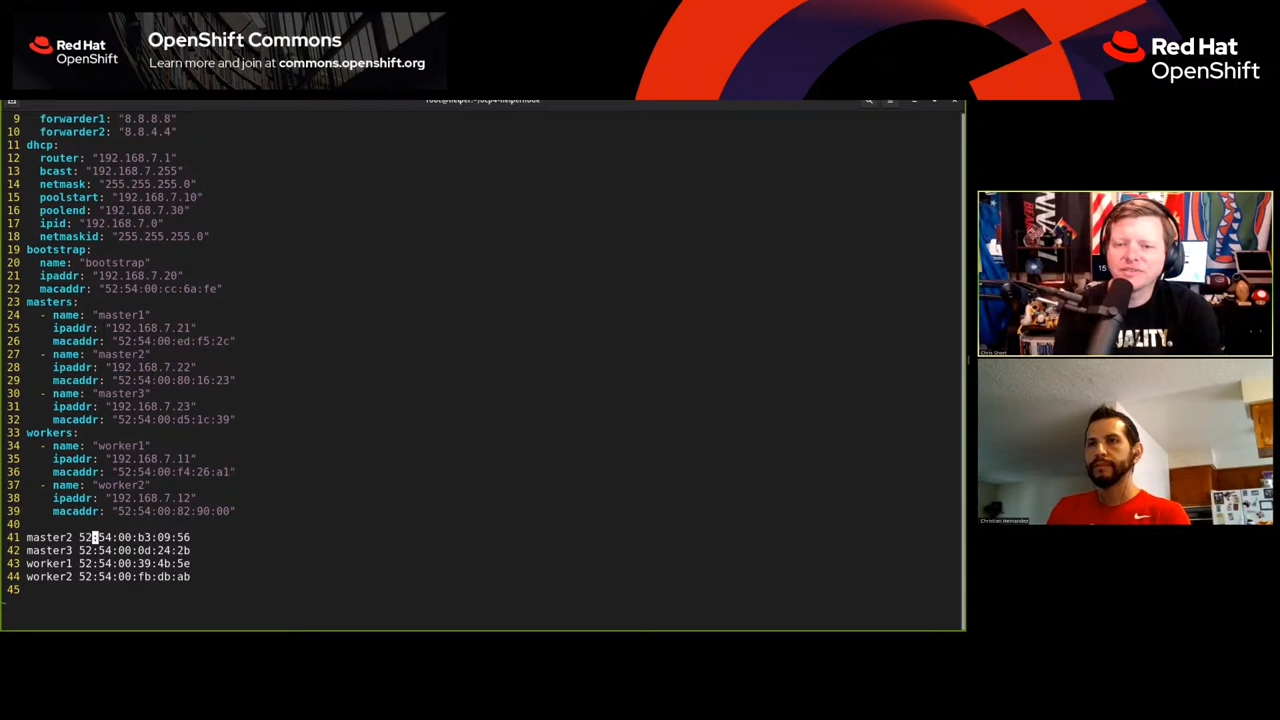 Red Hat
OpenShift
OpenShift Commons
Learn more and join at commons.openshift.org
Red Hat
OpenShift
root@helper:~/ocp4-helpernode
9 forwarder1: "8.8.8.8"
10 forwarder2: "8.8.4.4"
11 dhcp:
12 router: "192.168.7.1"
13 bcast: "192.168.7.255"
14 netmask: "255.255.255.0"
15 poolstart: "192.168.7.10"
16 poolend: "192.168.7.30"
17 ipid: "192.168.7.0"
18 netmaskid: "255.255.255.0"
19 bootstrap:
20 name: "bootstrap"
21 ipaddr: "192.168.7.20"
22 macaddr: "52:54:00:cc:6a:fe"
23 masters:
24 - name: "master1"
25 ipaddr: "192.168.7.21"
26 macaddr: "52:54:00:ed:f5:2c"
27 - name: "master2"
28 ipaddr: "192.168.7.22"
29 macaddr: "52:54:00:80:16:23"
30 - name: "master3"
31 ipaddr: "192.168.7.23"
32 macaddr: "52:54:00:d5:1c:39"
33 workers:
34 - name: "worker1"
35 ipaddr: "192.168.7.11"
36 macaddr: "52:54:00:f4:26:a1"
37 - name: "worker2"
38 ipaddr: "192.168.7.12"
39 macaddr: "52:54:00:82:90:00"
40
41 master2 52:54:00:b3:09:56
42 master3 52:54:00:0d:24:2b
43 worker1 52:54:00:39:4b:5e
44 worker2 52:54:00:fb:db:ab
45
~
15
UALITY.
Chris Short
Christian Hernandez